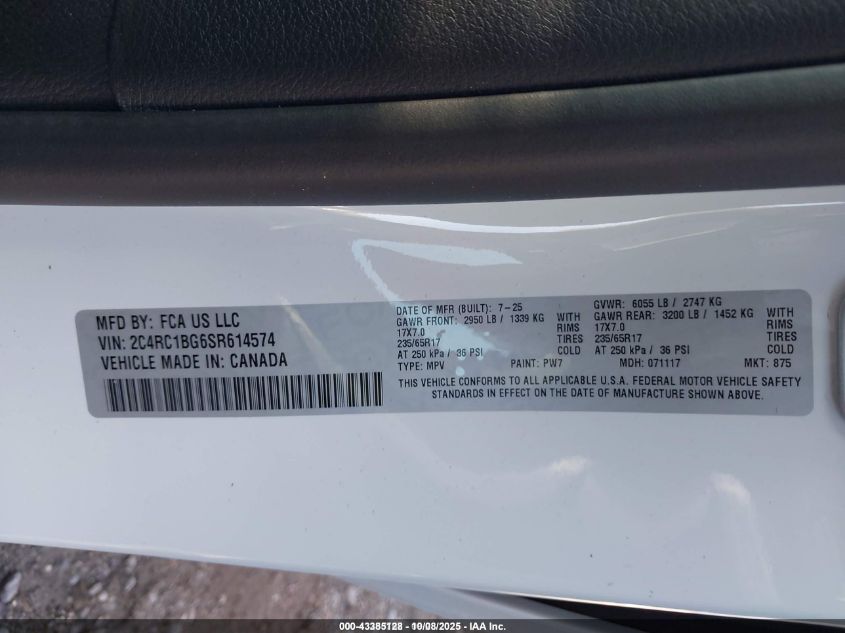 MFD BY: FCA US LLC
VIN: 2C4RC1BG6SR614574
VEHICLE MADE IN: CANADA
DATE OF MFR (BUILT): 7-25
GAWR FRONT: 2950 LB / 1339 KG WITH
17X7.0 RIMS
235/65R17 TIRES
AT 250 kPa / 36 PSI COLD
TYPE: MPV PAINT: PW7
GVWR: 6055 LB / 2747 KG
GAWR REAR: 3200 LB / 1452 KG WITH
17X7.0 RIMS
235/65R17 TIRES
AT 250 kPa / 36 PSI COLD
MDH: 071117 MKT: 875
THIS VEHICLE CONFORMS TO ALL APPLICABLE U.S.A. FEDERAL MOTOR VEHICLE SAFETY
STANDARDS IN EFFECT ON THE DATE OF MANUFACTURE SHOWN ABOVE.
000-43385128 - 10/08/2025 - IAA Inc.